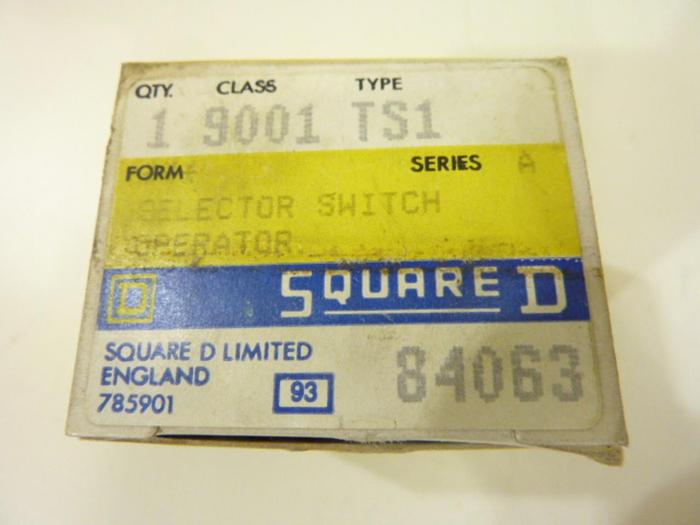 QTY. CLASS TYPE
1 9001 TS1
FORM SERIES A
SELECTOR SWITCH
OPERATOR
D SQUARE D
SQUARE D LIMITED
ENGLAND
785901
93
84063